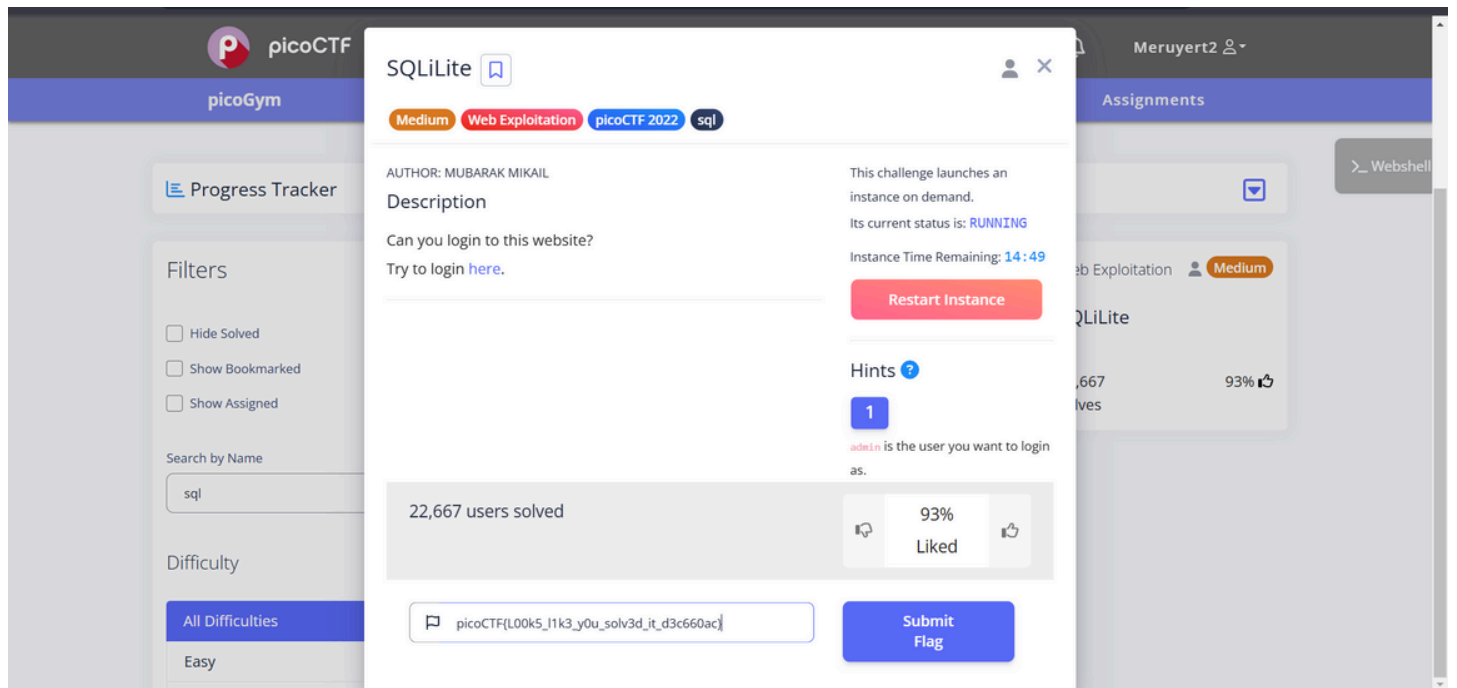 picoCTF
Meruyert2
picoGym
Assignments
SQLiLite
Medium
Web Exploitation
picoCTF 2022
sql
>_ Webshell
Progress Tracker
AUTHOR: MUBARAK MIKAIL
Description
Can you login to this website?
Try to login here.
This challenge launches an
instance on demand.
Its current status is: RUNNING
Instance Time Remaining: 14:49
Restart Instance
Hints ?
1
admin is the user you want to login
as.
Filters
Hide Solved
Show Bookmarked
Show Assigned
Search by Name
sql
Difficulty
All Difficulties
Easy
eb Exploitation
Medium
QLiLite
,667
lves
93%
22,667 users solved
93%
Liked
picoCTF{L00k5_l1k3_y0u_solv3d_it_d3c660ac}
Submit
Flag